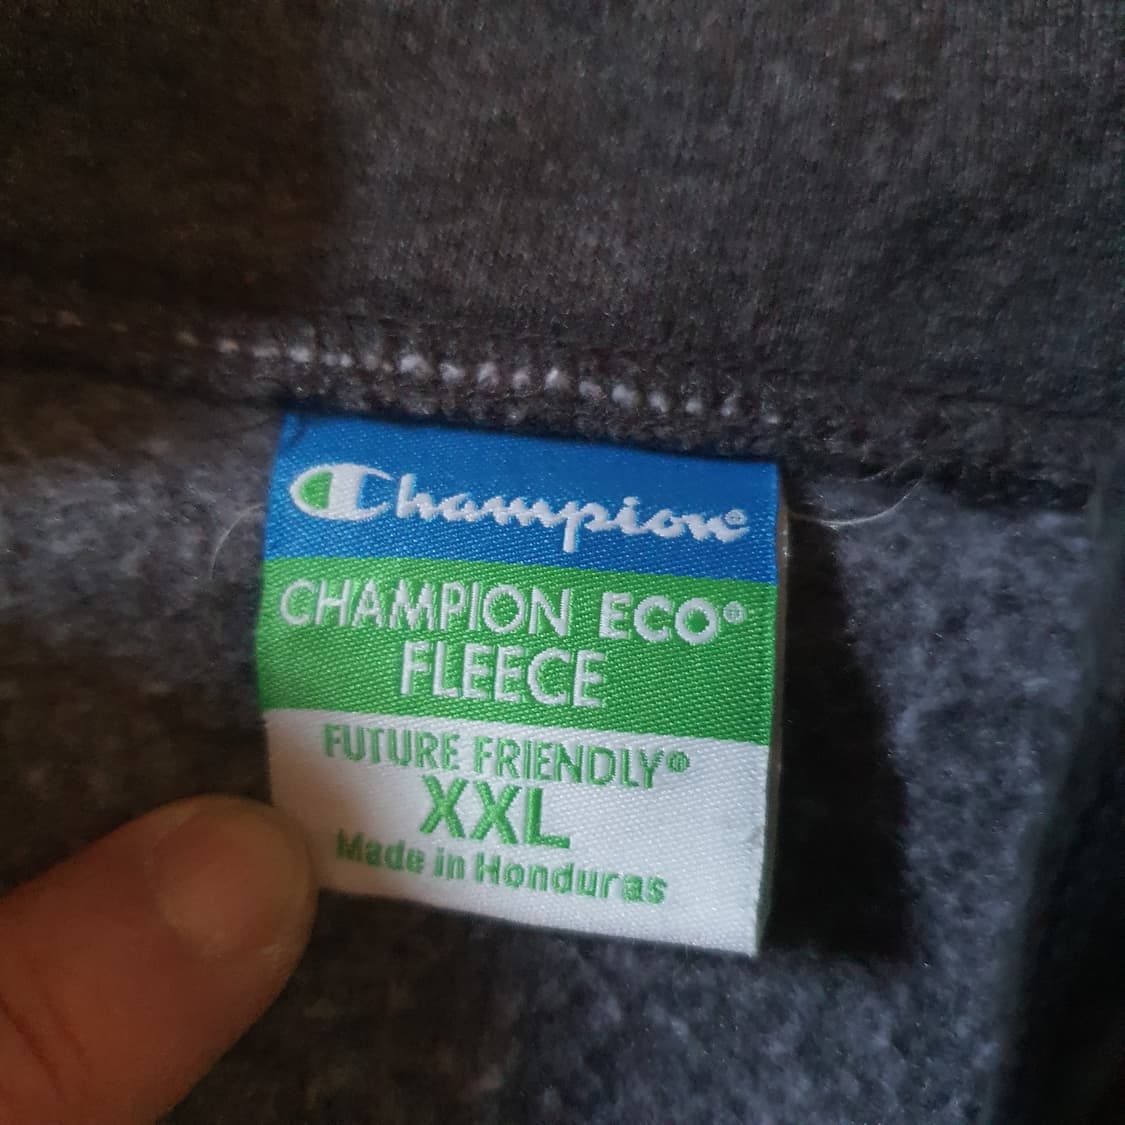 Champion®
CHAMPION ECO®
FLEECE
FUTURE FRIENDLY®
XXL
Made in Honduras